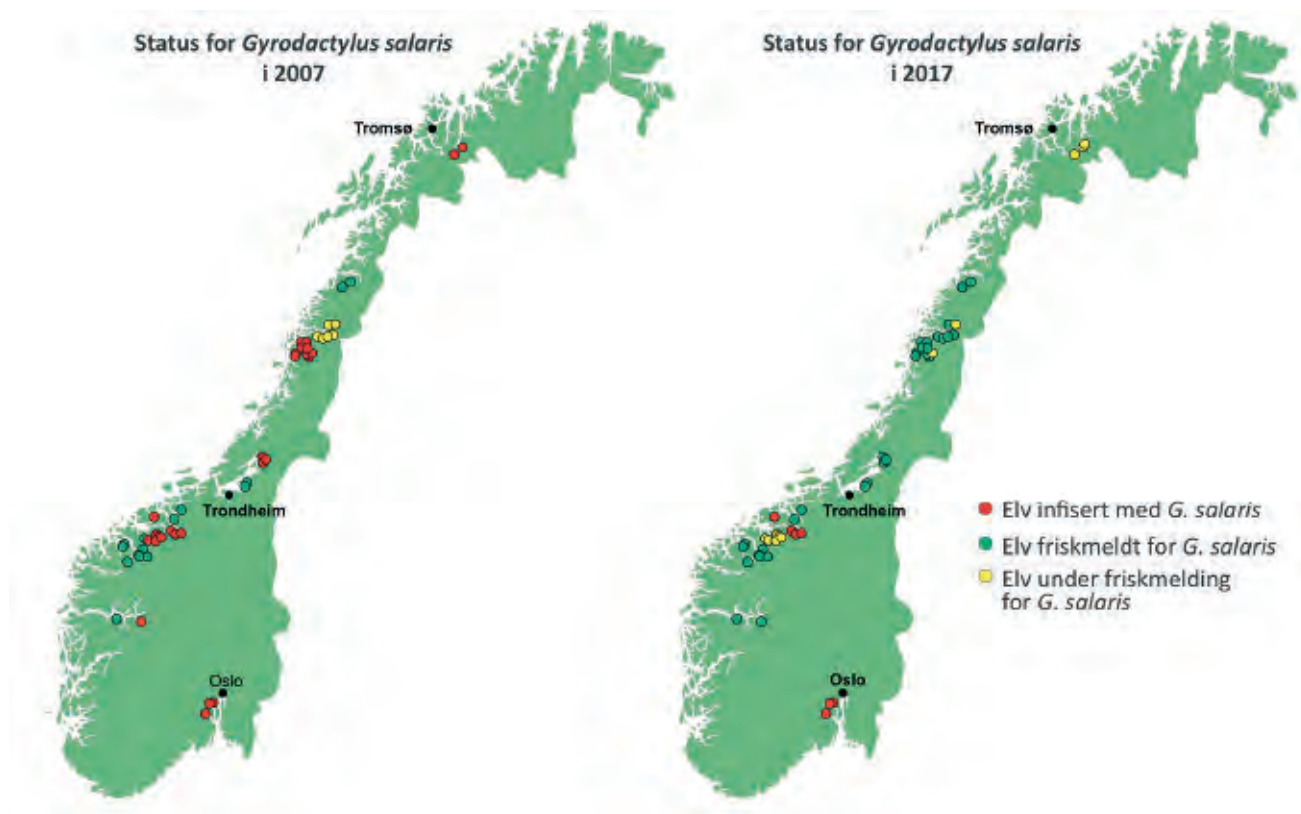 Status for Gyrodactylus salaris
i 2007
Tromsø
Trondheim
Oslo
Status for Gyrodactylus salaris
i 2017
Tromsø
Trondheim
Oslo
Elv infisert med G. salaris
Elv friskmeldt for G. salaris
Elv under friskmelding
for G. salaris